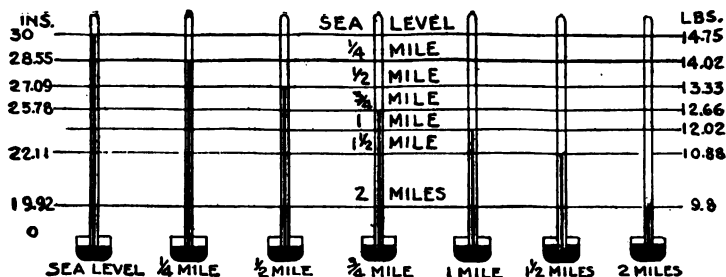 INS. SEA LEVEL LBS.
30 14.75
1/4 MILE
28.55 14.02
1/2 MILE
27.09 13.33
3/4 MILE
25.78 12.66
1 MILE
12.02
1 1/2 MILE
22.11 10.88
2 MILES
19.92 9.8
0
SEA LEVEL 1/4 MILE 1/2 MILE 3/4 MILE 1 MILE 1 1/2 MILES 2 MILES